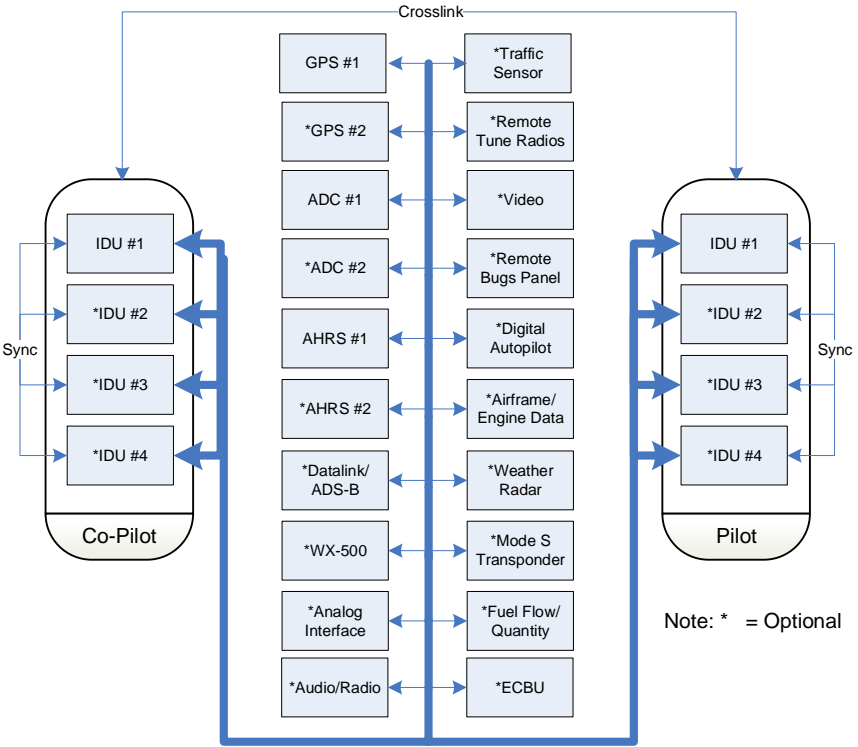 Crosslink
GPS #1
*Traffic
Sensor
*GPS #2
*Remote
Tune Radios
ADC #1
*Video
*ADC #2
*Remote
Bugs Panel
AHRS #1
*Digital
Autopilot
*AHRS #2
*Airframe/
Engine Data
*Datalink/
ADS-B
*Weather
Radar
*WX-500
*Mode S
Transponder
*Analog
Interface
*Fuel Flow/
Quantity
*Audio/Radio
*ECBU
IDU #1
*IDU #2
*IDU #3
*IDU #4
Sync
Co-Pilot
IDU #1
*IDU #2
*IDU #3
*IDU #4
Sync
Pilot
Note: * = Optional